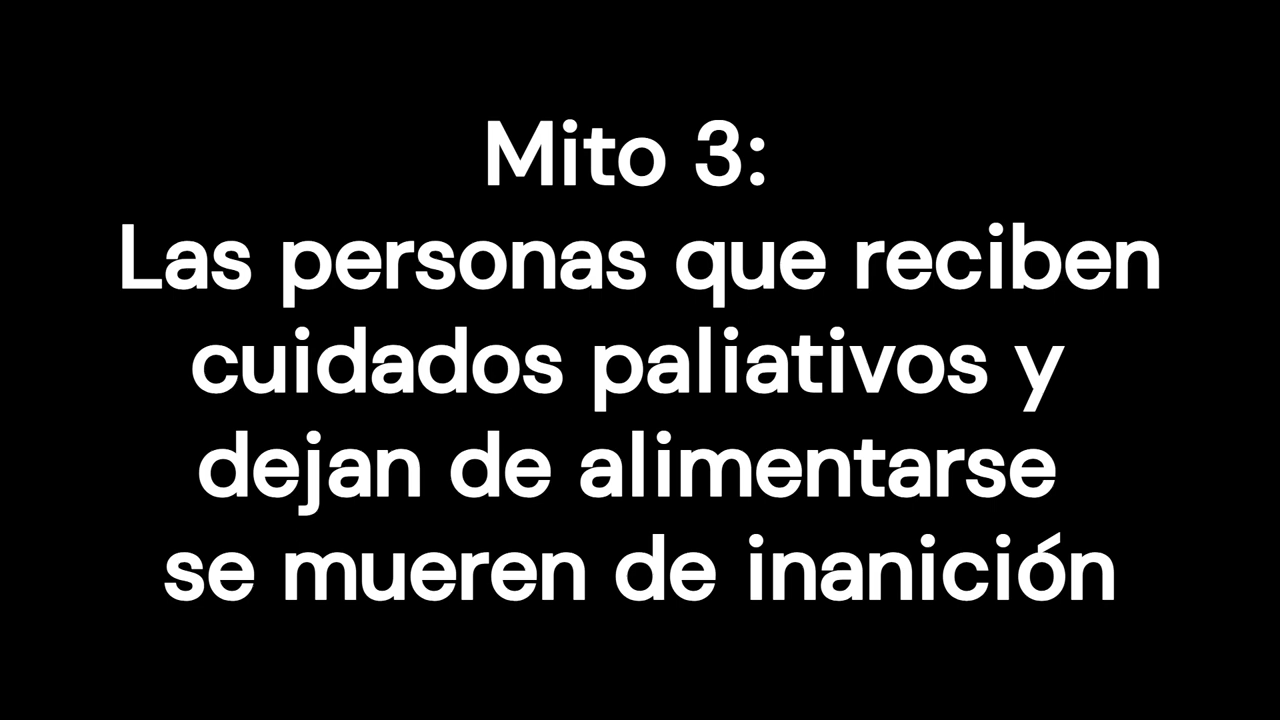 Mito 3:
Las personas que reciben
cuidados paliativos y
dejan de alimentarse
se mueren de inanición